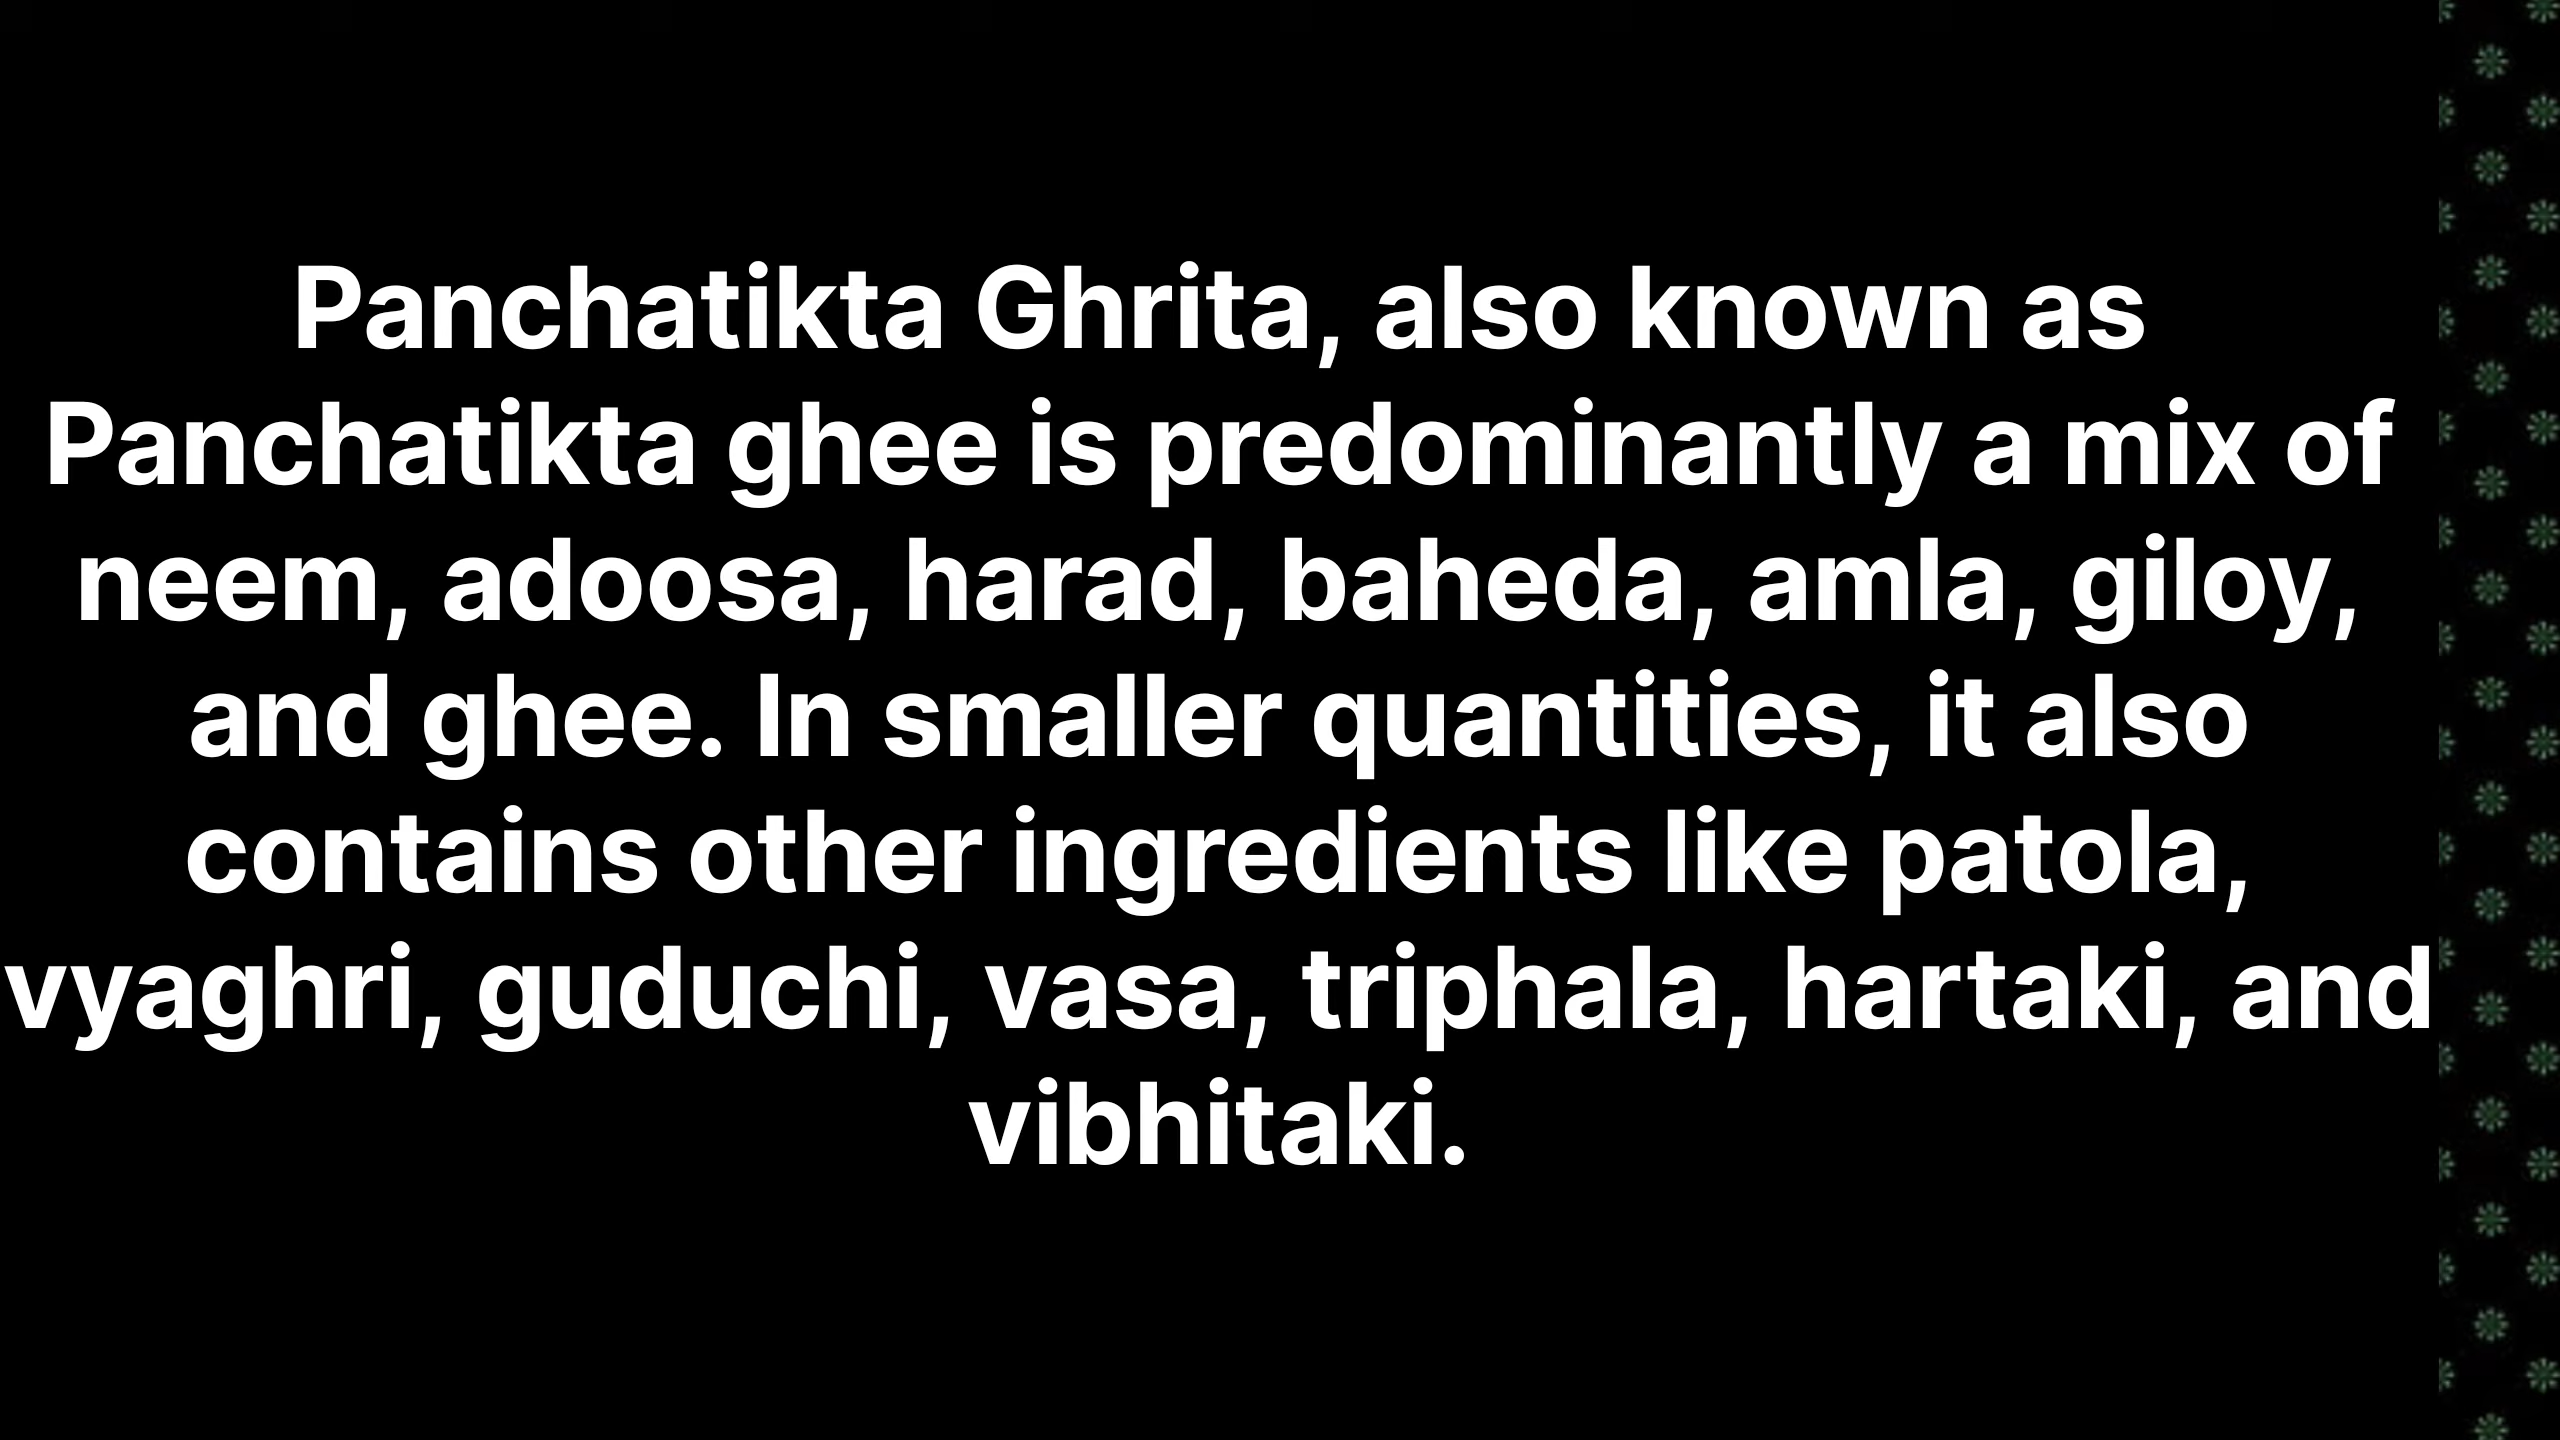 Panchatikta Ghrita, also known as
Panchatikta ghee is predominantly a mix of
neem, adoosa, harad, baheda, amla, giloy,
and ghee. In smaller quantities, it also
contains other ingredients like patola,
vyaghri, guduchi, vasa, triphala, hartaki, and
vibhitaki.